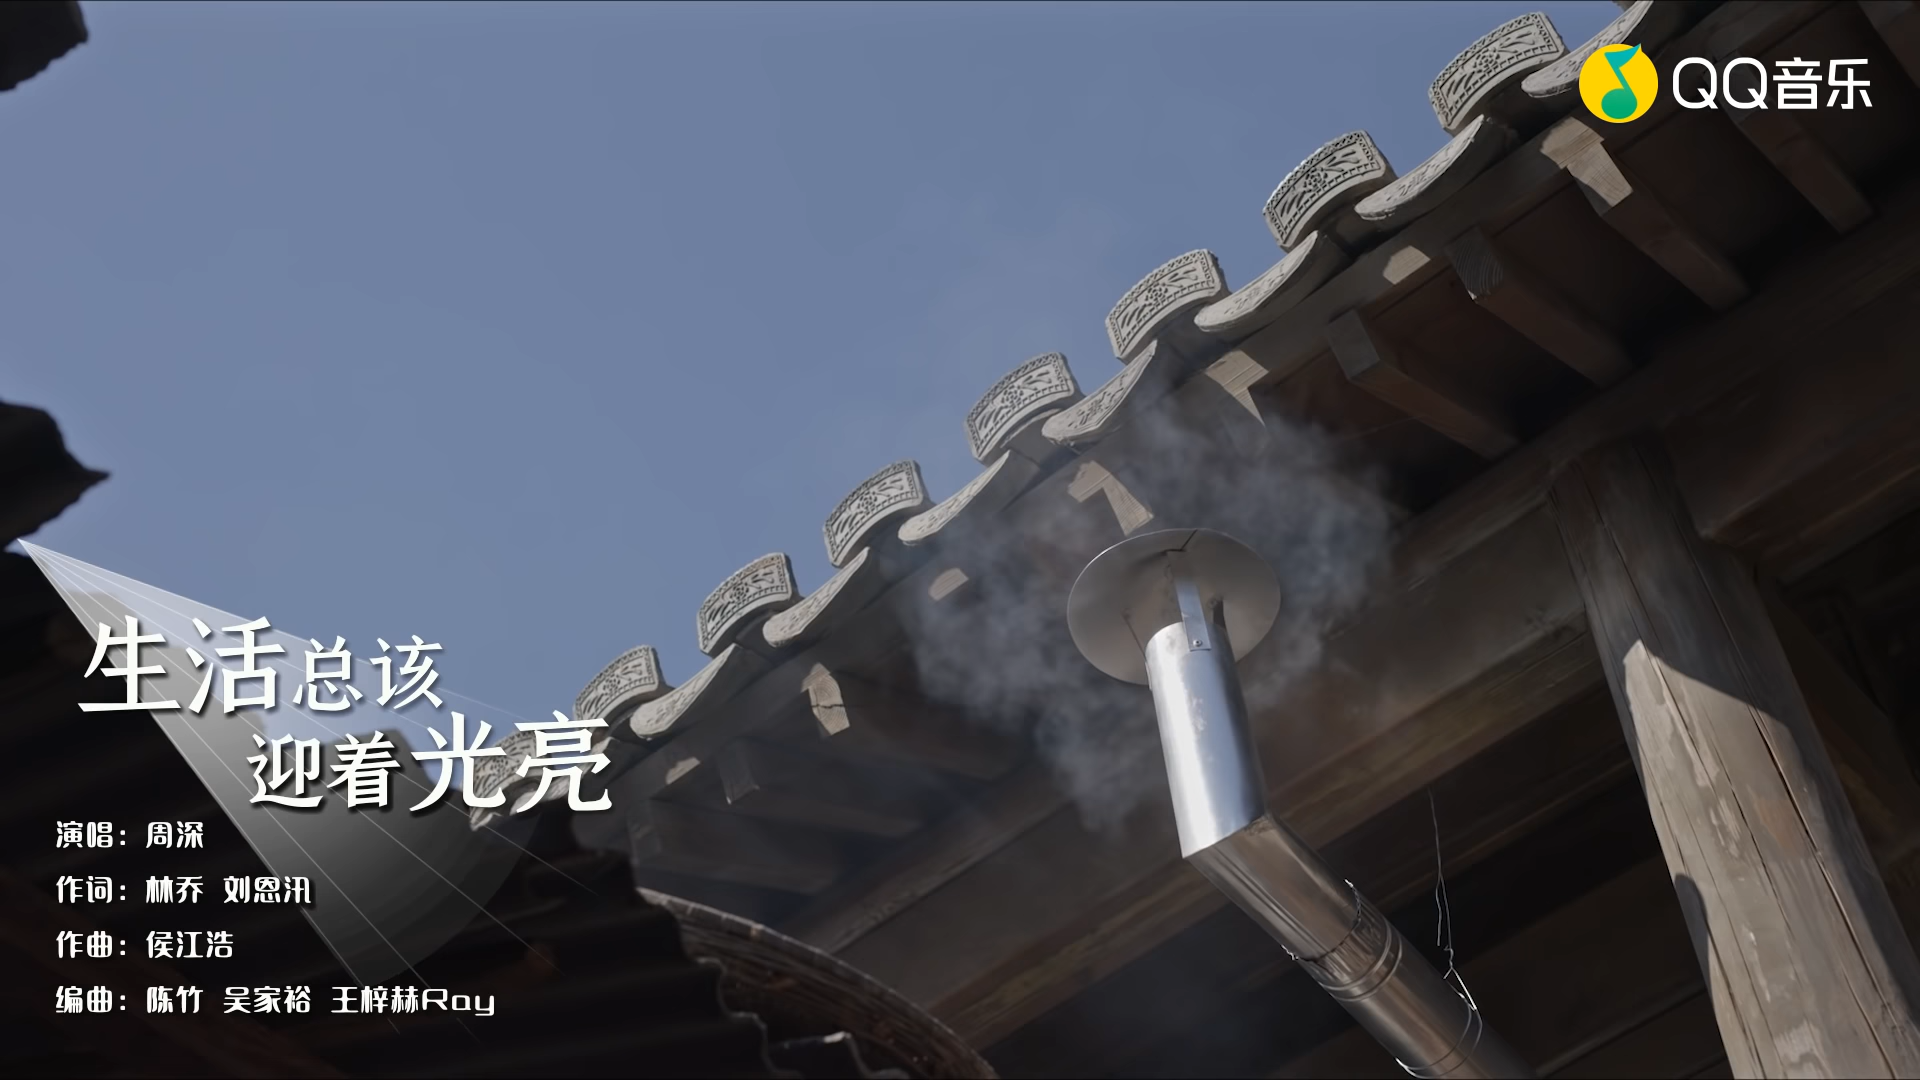 QQ音乐
生活总该
迎着光亮
演唱：周深
作词：林乔 刘恩汛
作曲：侯江浩
编曲：陈竹 吴家裕 王梓赫Ray